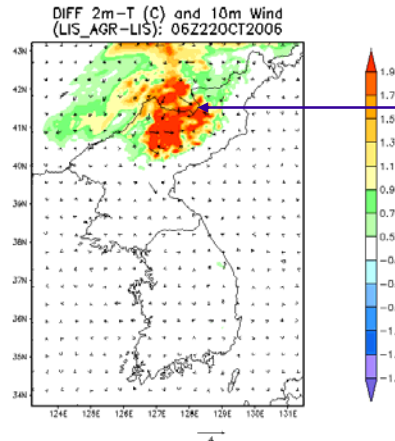 DIFF 2m-T (C) and 10m Wind
(LIS_AGR-LIS): 06Z22OCT2006
43N
42N
41N
40N
39N
38N
37N
36N
35N
34N
124E 125E 126E 127E 128E 129E 130E 131E
1.9
1.7
1.5
1.3
1.1
0.9
0.7
0.5
4